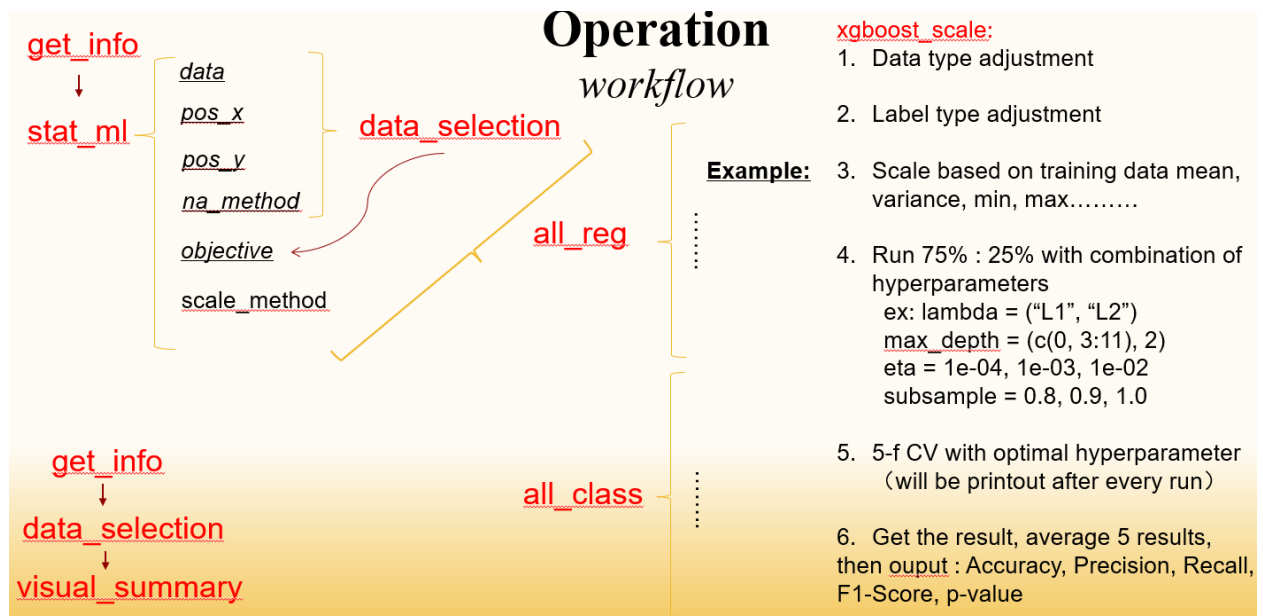 Operation
workflow
get_info
stat_ml
data
pos_x
pos_y
na_method
objective
scale_method
data_selection
all_reg
all_class
get_info
data_selection
visual_summary
Example:
xgboost_scale:
1. Data type adjustment
2. Label type adjustment
3. Scale based on training data mean,
variance, min, max………
4. Run 75% : 25% with combination of
hyperparameters
ex: lambda = (“L1”, “L2”)
max_depth = (c(0, 3:11), 2)
eta = 1e-04, 1e-03, 1e-02
subsample = 0.8, 0.9, 1.0
5. 5-f CV with optimal hyperparameter
（will be printout after every run）
6. Get the result, average 5 results,
then ouput : Accuracy, Precision, Recall,
F1-Score, p-value